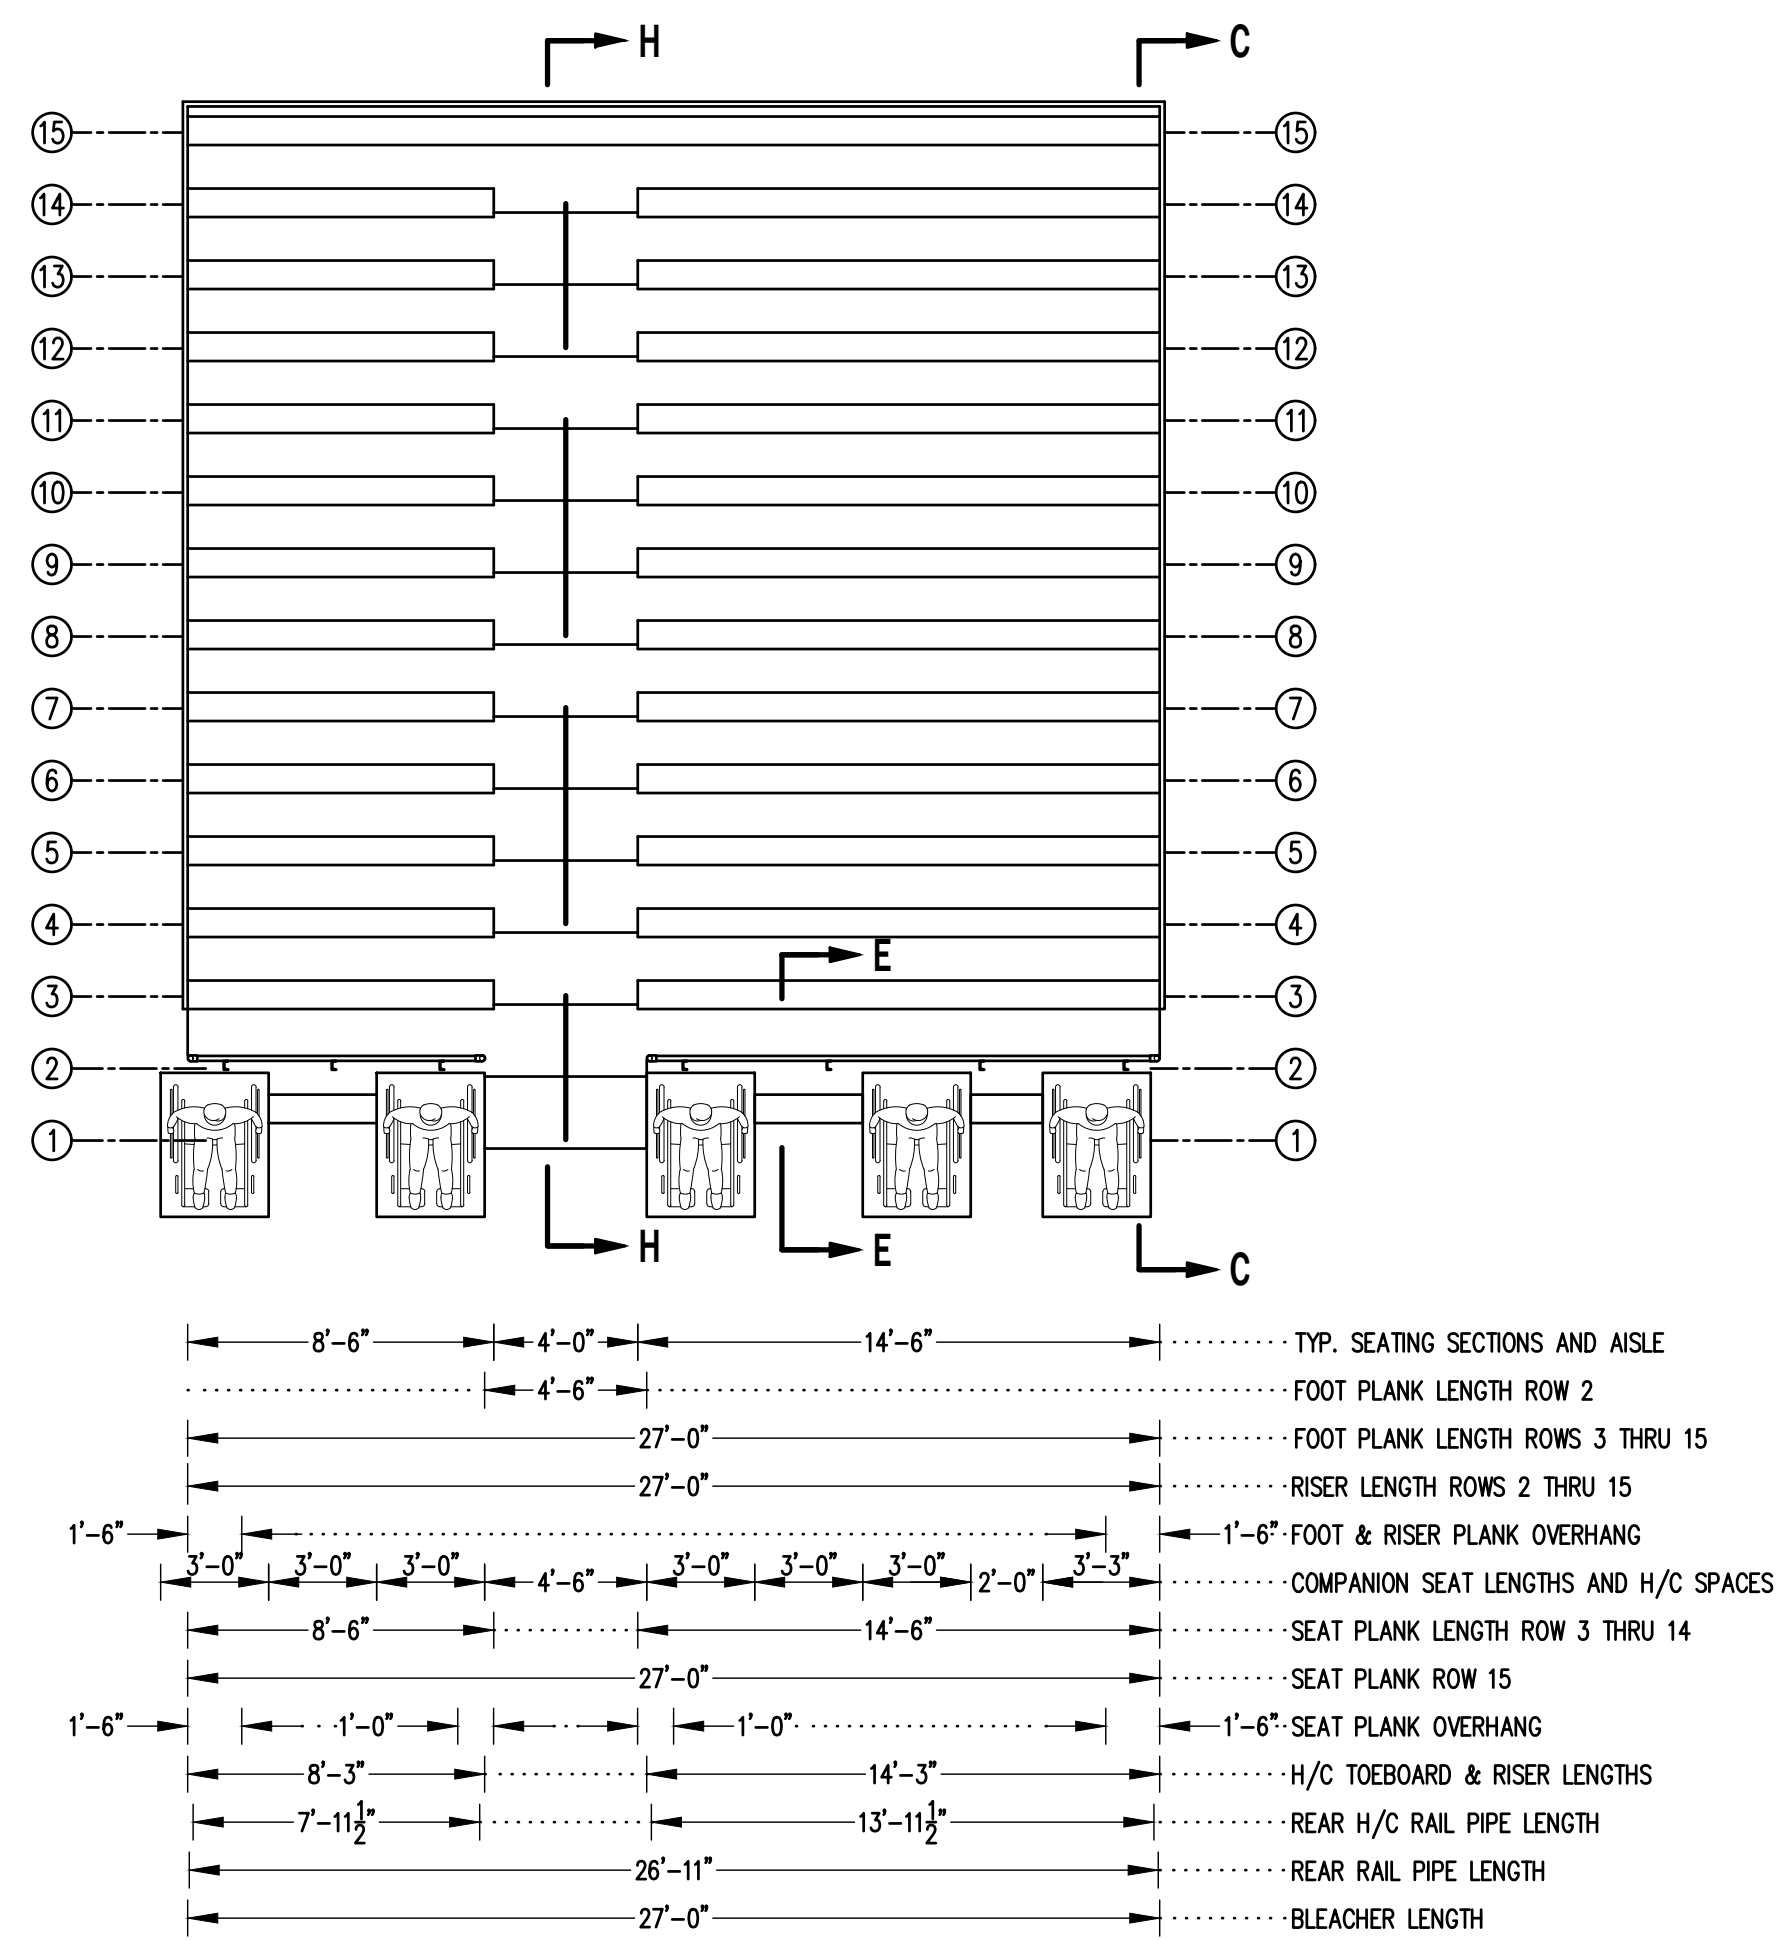 H C
15 15
14 14
13 13
12 12
11 11
10 10
9 9
8 8
7 7
6 6
5 5
4 4
E
3 3
2 2
1 1
H E C
8'-6" 4'-0" 14'-6" TYP. SEATING SECTIONS AND AISLE
4'-6" FOOT PLANK LENGTH ROW 2
27'-0" FOOT PLANK LENGTH ROWS 3 THRU 15
27'-0" RISER LENGTH ROWS 2 THRU 15
1'-6" 1'-6" FOOT & RISER PLANK OVERHANG
3'-0" 3'-0" 3'-0" 4'-6" 3'-0" 3'-0" 3'-0" 2'-0" 3'-3" COMPANION SEAT LENGTHS AND H/C SPACES
8'-6" 14'-6" SEAT PLANK LENGTH ROW 3 THRU 14
27'-0" SEAT PLANK ROW 15
1'-6" 1'-0" 1'-0" 1'-6" SEAT PLANK OVERHANG
8'-3" 14'-3" H/C TOEBOARD & RISER LENGTHS
7'-11½" 13'-11½" REAR H/C RAIL PIPE LENGTH
26'-11" REAR RAIL PIPE LENGTH
27'-0" BLEACHER LENGTH